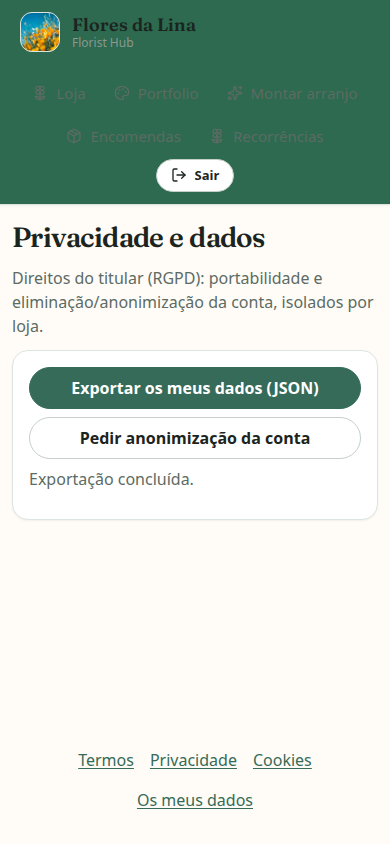 Flores da Lina
Florist Hub
Loja Portfolio Montar arranjo
Encomendas Recorrências
Sair
Privacidade e dados
Direitos do titular (RGPD): portabilidade e
eliminação/anonimização da conta, isolados por
loja.
Exportar os meus dados (JSON)
Pedir anonimização da conta
Exportação concluída.
Termos Privacidade Cookies
Os meus dados